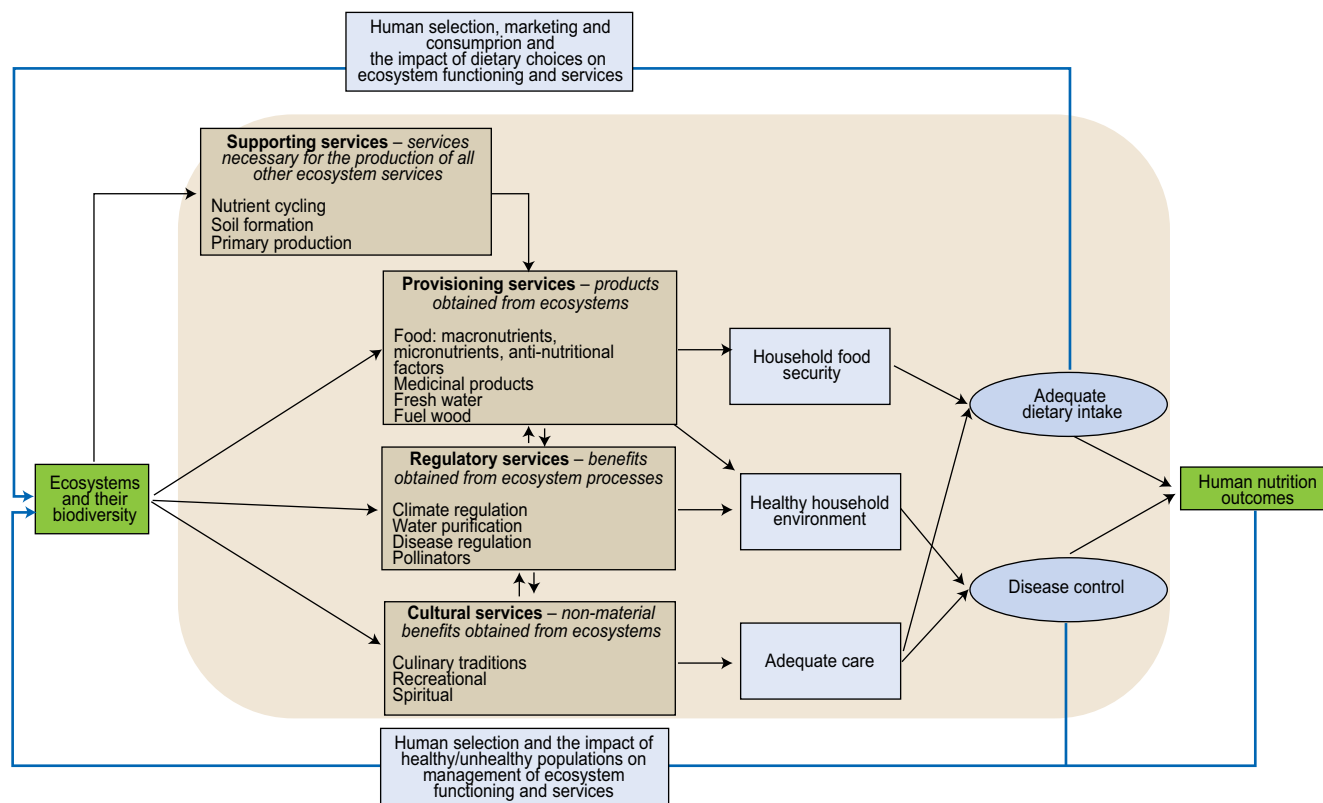 Human selection, marketing and
consumprion and
the impact of dietary choices on
ecosystem functioning and services
Supporting services – services
necessary for the production of all
other ecosystem services
Nutrient cycling
Soil formation
Primary production
Provisioning services – products
obtained from ecosystems
Food: macronutrients,
micronutrients, anti-nutritional
factors
Medicinal products
Fresh water
Fuel wood
Household food
security
Adequate
dietary intake
Regulatory services – benefits
obtained from ecosystem processes
Climate regulation
Water purification
Disease regulation
Pollinators
Ecosystems
and their
biodiversity
Healthy household
environment
Human nutrition
outcomes
Disease control
Cultural services – non-material
benefits obtained from ecosystems
Culinary traditions
Recreational
Spiritual
Adequate care
Human selection and the impact of
healthy/unhealthy populations on
management of ecosystem
functioning and services